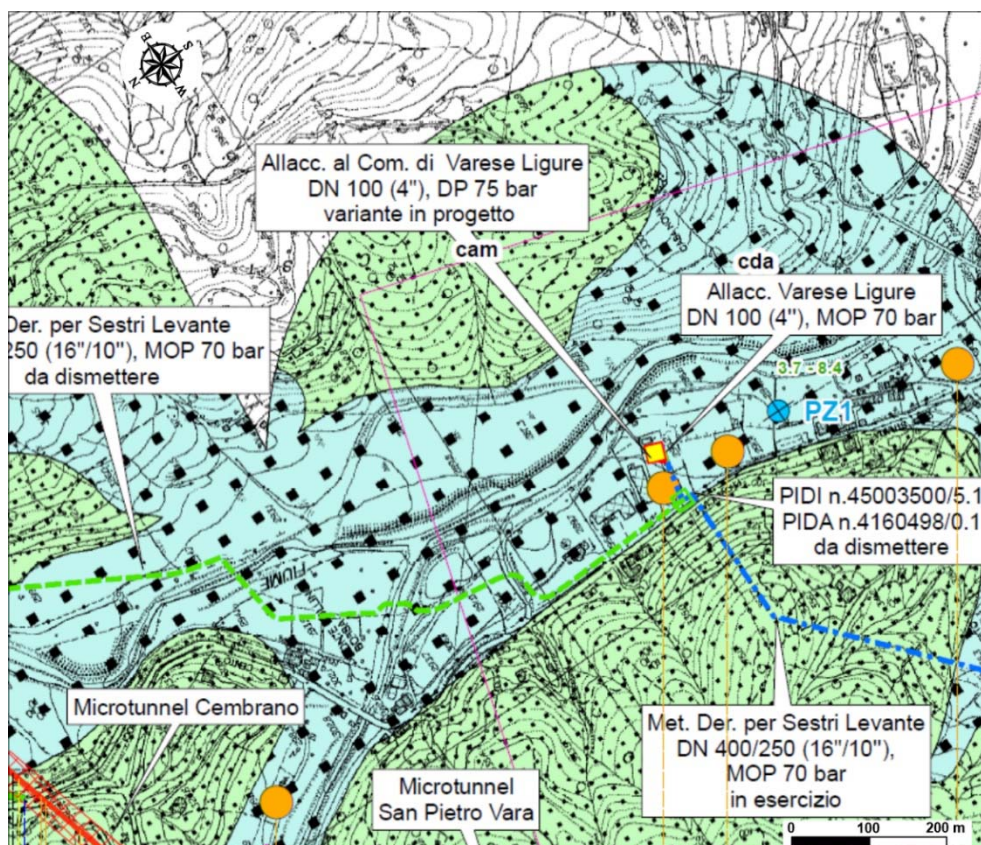 N
E
S
W
Allacc. al Com. di Varese Ligure
DN 100 (4"), DP 75 bar
variante in progetto
cam
cda
Allacc. Varese Ligure
DN 100 (4"), MOP 70 bar
Der. per Sestri Levante
250 (16"/10"), MOP 70 bar
da dismettere
3.7 - 8.4
PZ1
PIDI n.45003500/5.1
PIDA n.4160498/0.1
da dismettere
FIUME
Microtunnel Cembrano
Microtunnel
San Pietro Vara
Met. Der. per Sestri Levante
DN 400/250 (16"/10"),
MOP 70 bar
in esercizio
0 100 200 m